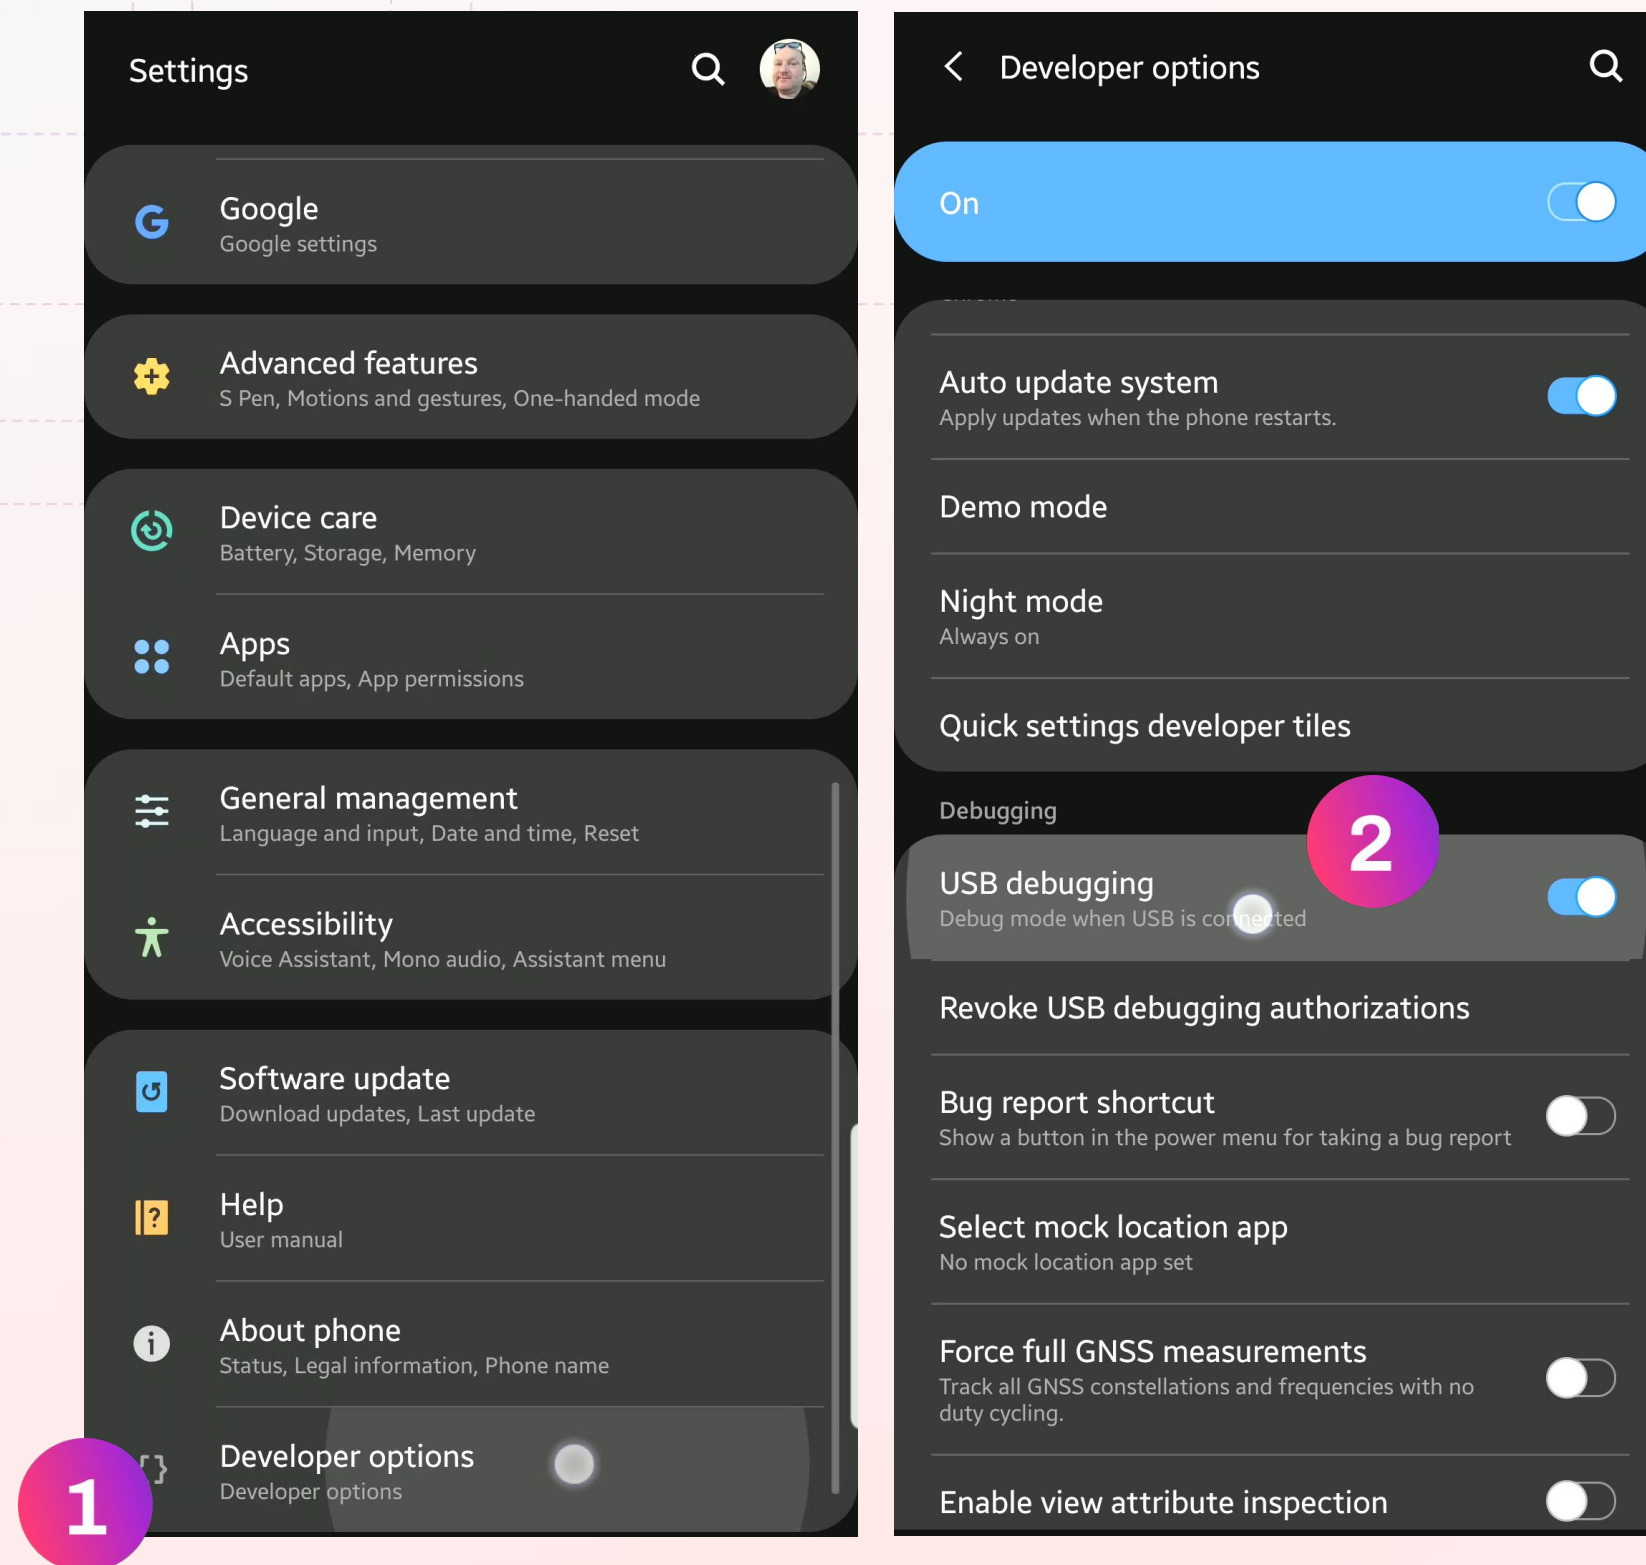 Settings
Google
Google settings
Advanced features
S Pen, Motions and gestures, One-handed mode
Device care
Battery, Storage, Memory
Apps
Default apps, App permissions
General management
Language and input, Date and time, Reset
Accessibility
Voice Assistant, Mono audio, Assistant menu
Software update
Download updates, Last update
Help
User manual
About phone
Status, Legal information, Phone name
Developer options
Developer options
1
Developer options
On
Auto update system
Apply updates when the phone restarts.
Demo mode
Night mode
Always on
Quick settings developer tiles
Debugging
2
USB debugging
Debug mode when USB is connected
Revoke USB debugging authorizations
Bug report shortcut
Show a button in the power menu for taking a bug report
Select mock location app
No mock location app set
Force full GNSS measurements
Track all GNSS constellations and frequencies with no
duty cycling.
Enable view attribute inspection